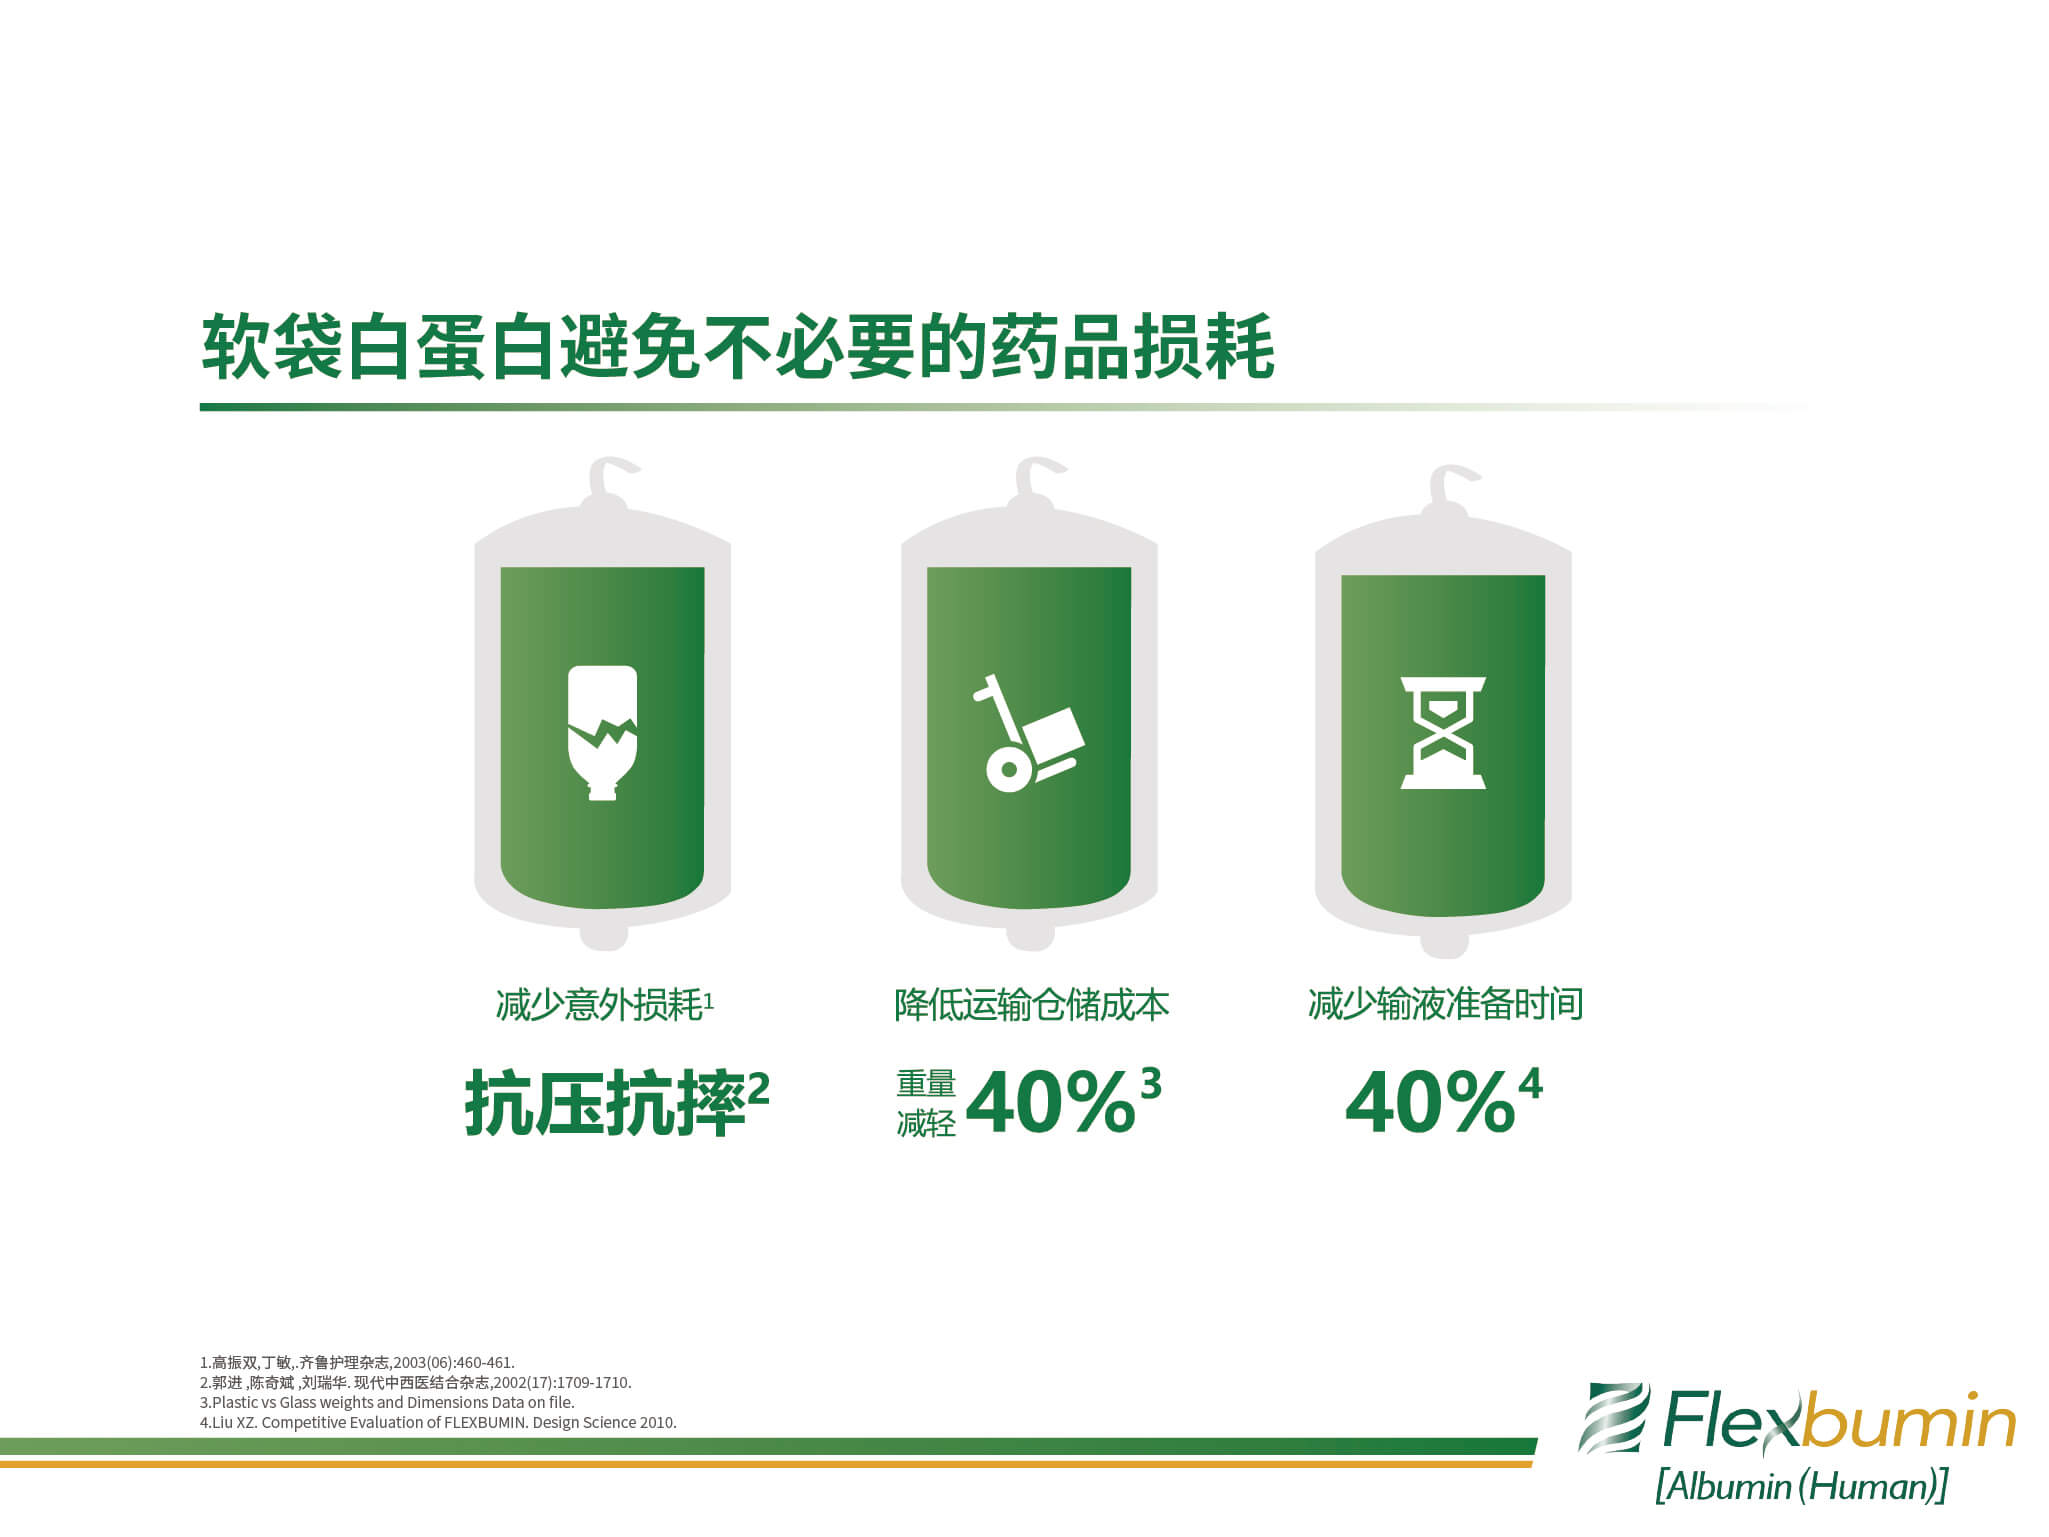 软袋白蛋白避免不必要的药品损耗
减少意外损耗1
抗压抗摔2
降低运输仓储成本
重量
减轻
40%3
减少输液准备时间
40%4
1.高振双,丁敏,.齐鲁护理杂志,2003(06):460-461.
2.郭进 ,陈奇斌 ,刘瑞华. 现代中西医结合杂志,2002(17):1709-1710.
3.Plastic vs Glass weights and Dimensions Data on file.
4.Liu XZ. Competitive Evaluation of FLEXBUMIN. Design Science 2010.
Flexbumin
[Albumin (Human)]